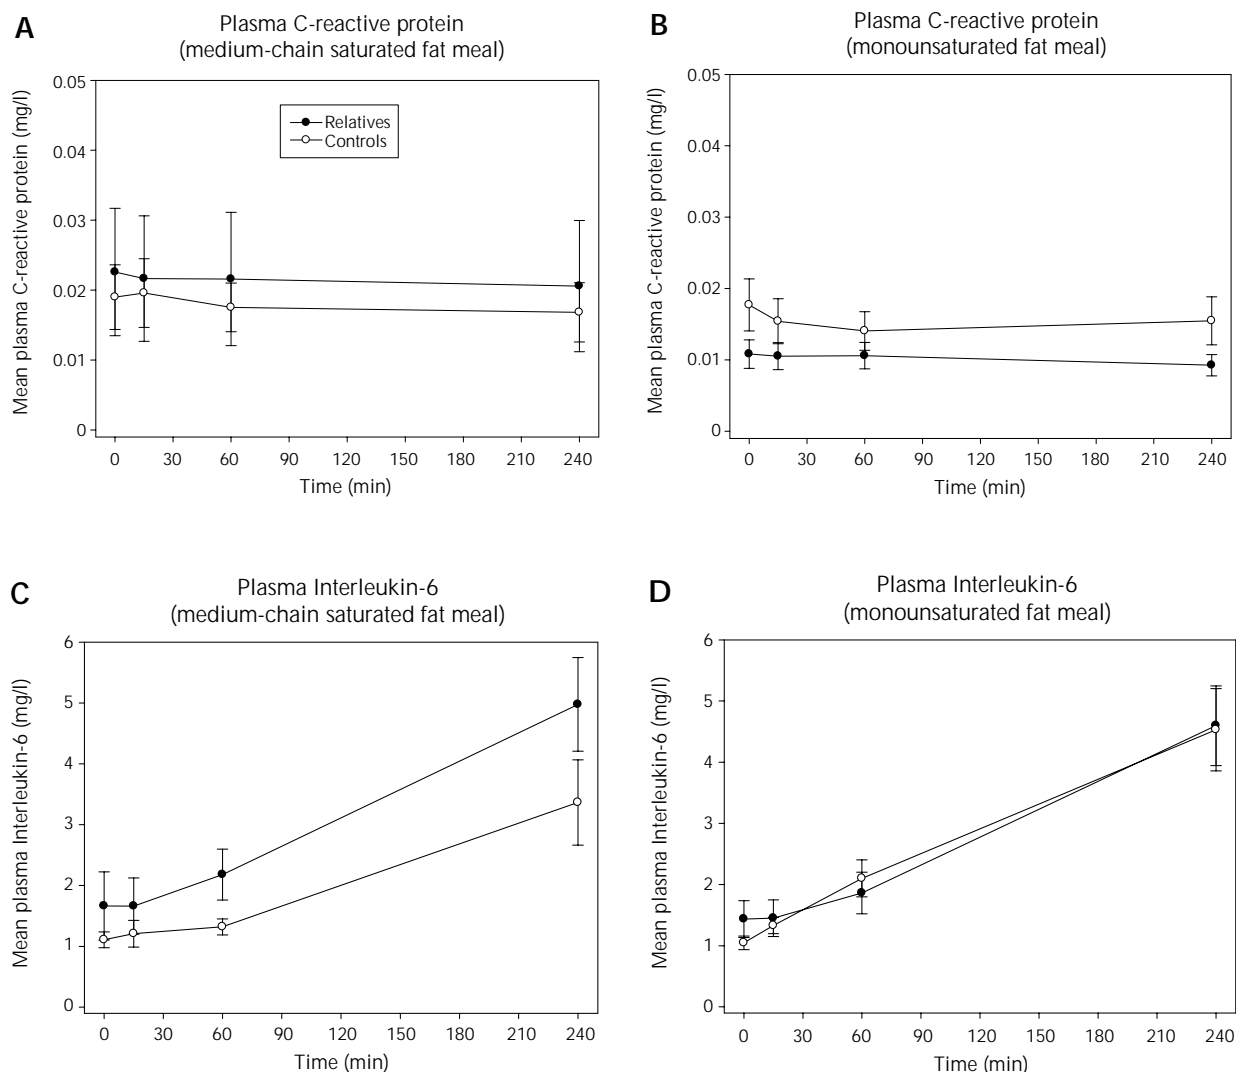 A
Plasma C-reactive protein
(medium-chain saturated fat meal)
Mean plasma C-reactive protein (mg/l)
0.05
0.04
0.03
0.02
0.01
0
Relatives
Controls
0 30 60 90 120 150 180 210 240
Time (min)
B
Plasma C-reactive protein
(monounsaturated fat meal)
Mean plasma C-reactive protein (mg/l)
0.05
0.04
0.03
0.02
0.01
0
0 30 60 90 120 150 180 210 240
Time (min)
C
Plasma Interleukin-6
(medium-chain saturated fat meal)
Mean plasma Interleukin-6 (mg/l)
6
5
4
3
2
1
0
0 30 60 90 120 150 180 210 240
Time (min)
D
Plasma Interleukin-6
(monounsaturated fat meal)
Mean plasma Interleukin-6 (mg/l)
6
5
4
3
2
1
0
0 30 60 90 120 150 180 210 240
Time (min)